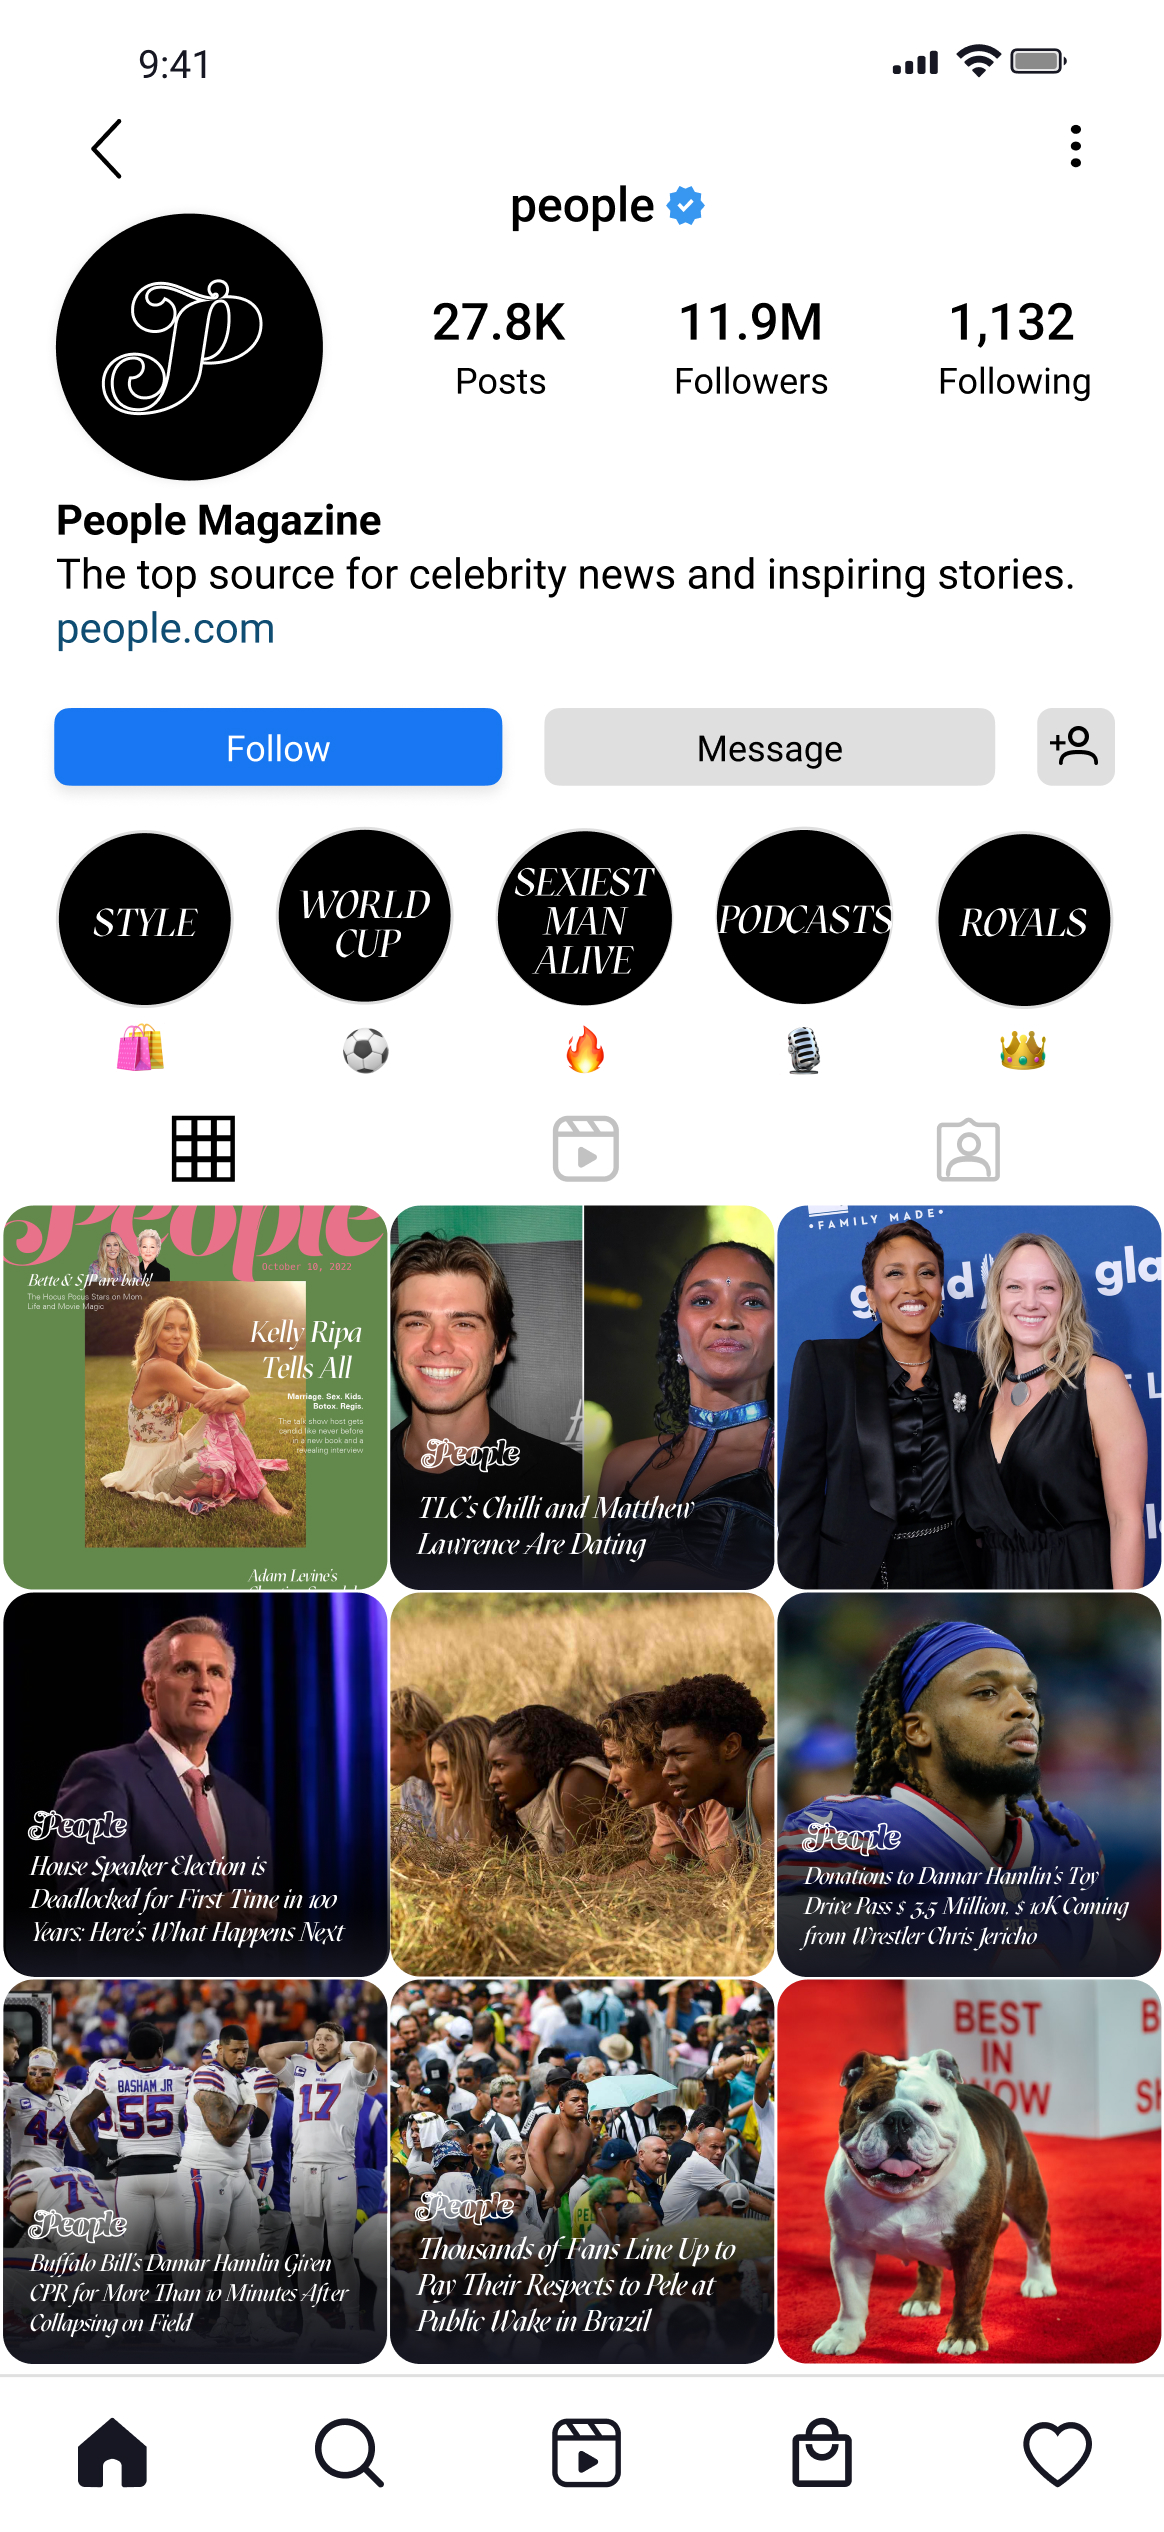 9:41
people
27.8K
Posts
11.9M
Followers
1,132
Following
People Magazine
The top source for celebrity news and inspiring stories.
people.com
Follow
Message
STYLE
WORLD
CUP
SEXIEST
MAN
ALIVE
PODCASTS
ROYALS
People
October 10, 2022
Bette & SJP are back!
The Hocus Pocus Stars on Mom,
Life and Movie Magic
Kelly Ripa
Tells All
Marriage. Sex. Kids.
Botox. Regis.
The talk show host gets
candid like never before
in a new book and a
revealing interview
Adam Levine's
People
TLC's Chilli and Matthew
Lawrence Are Dating
•FAMILY MADE•
gla
People
House Speaker Election is
Deadlocked for First Time in 100
Years: Here's What Happens Next
People
Donations to Damar Hamlin's Toy
Drive Pass $ 3.5 Million, $ 10K Coming
from Wrestler Chris Jericho
44
BASHAM JR
55
17
People
Buffalo Bill's Damar Hamlin Given
CPR for More Than 10 Minutes After
Collapsing on Field
People
Thousands of Fans Line Up to
Pay Their Respects to Pele at
Public Wake in Brazil
BEST
IN
SHOW
B
SH